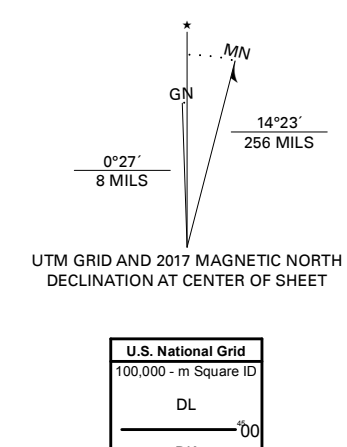 ★
MN
GN
14°23´
256 MILS
0°27´
8 MILS
UTM GRID AND 2017 MAGNETIC NORTH
DECLINATION AT CENTER OF SHEET
U.S. National Grid
100,000 - m Square ID
DL
⁴⁵00